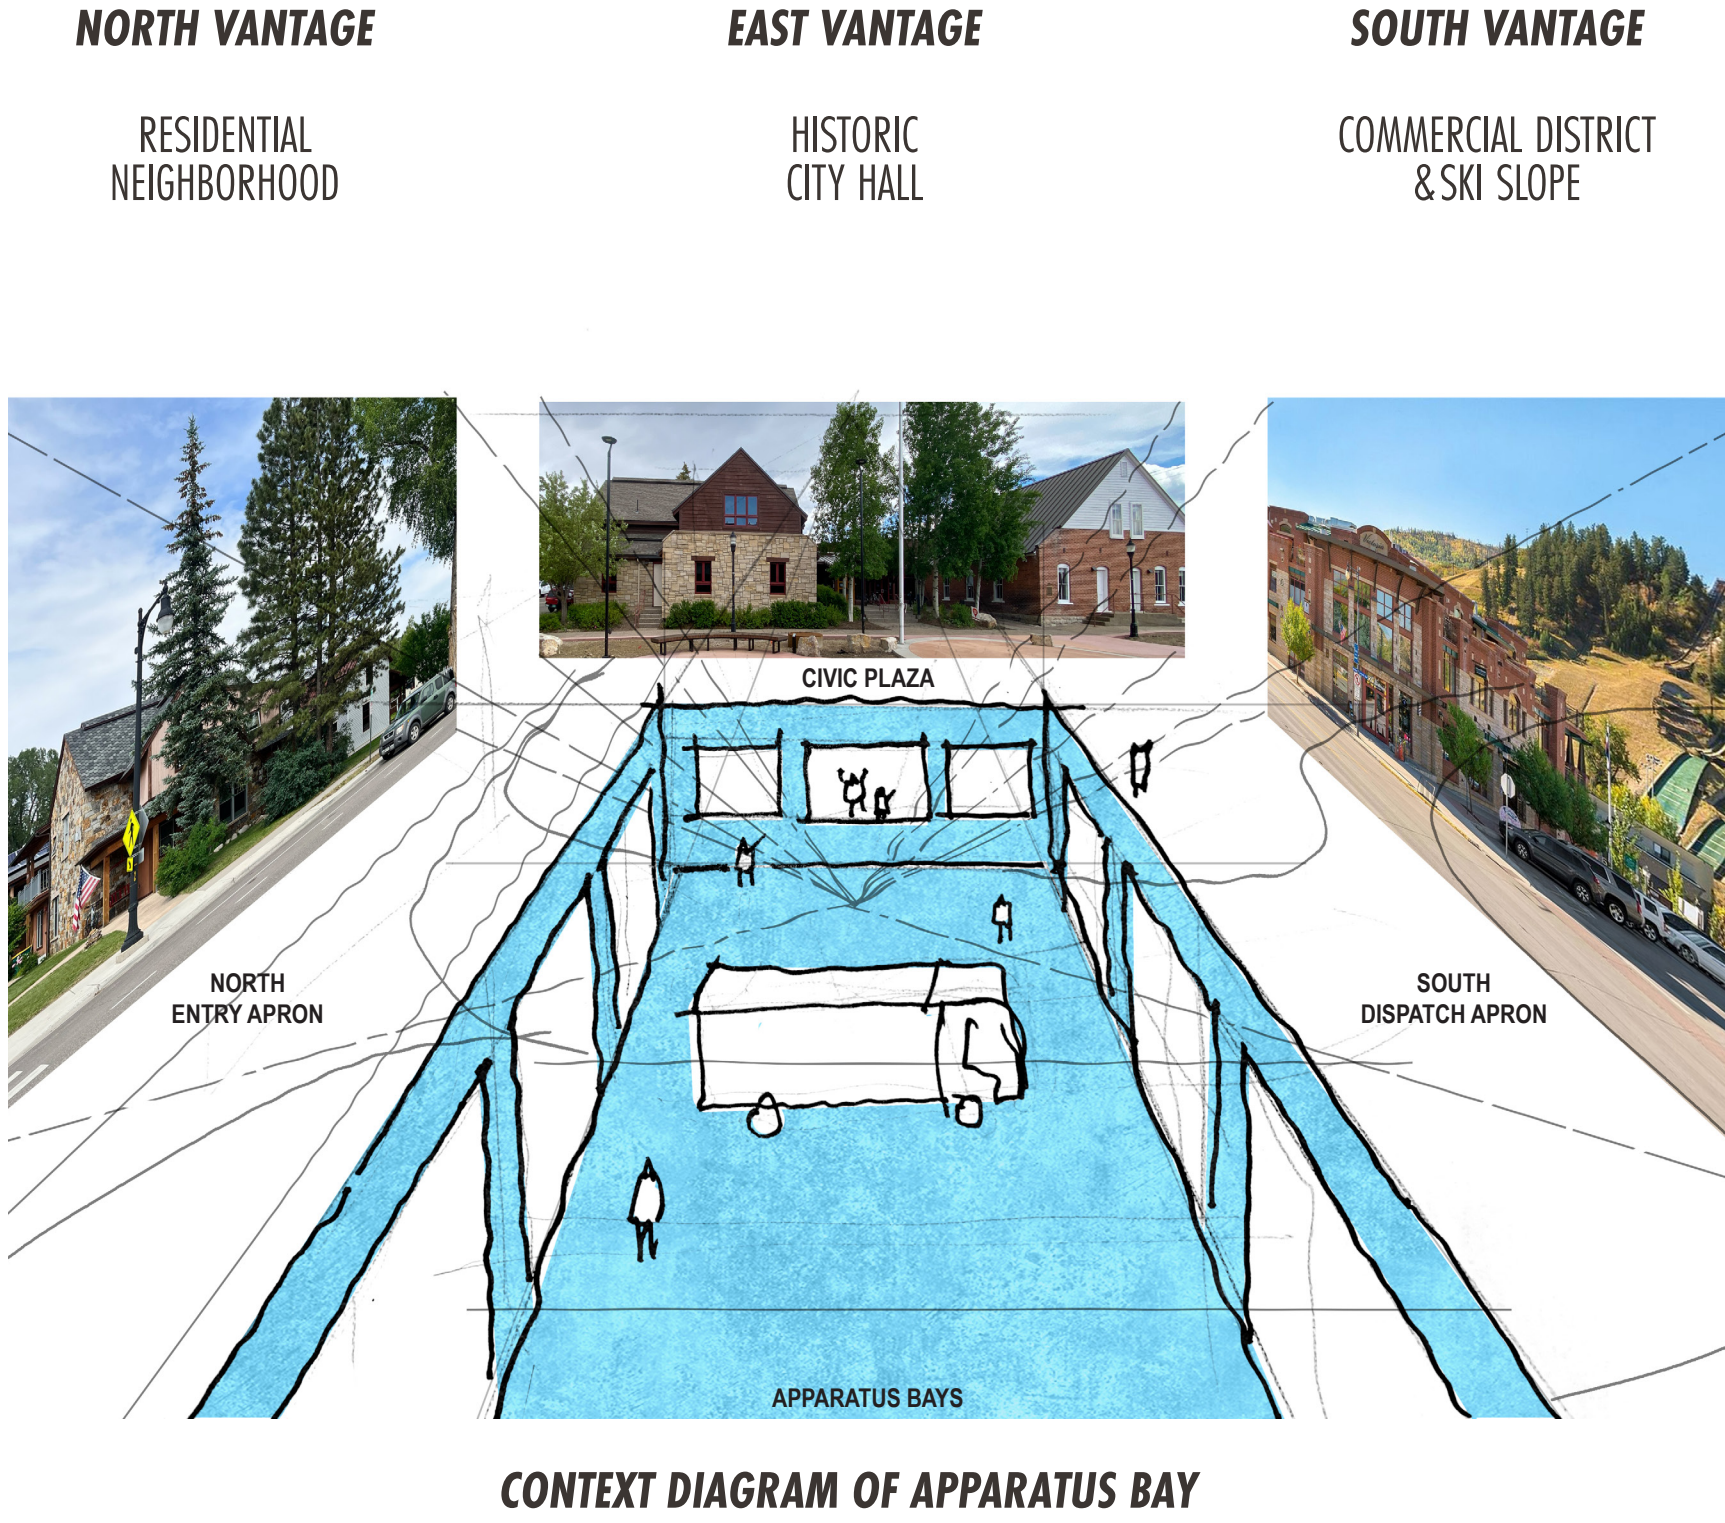 NORTH VANTAGE
EAST VANTAGE
SOUTH VANTAGE
RESIDENTIAL
NEIGHBORHOOD
HISTORIC
CITY HALL
COMMERCIAL DISTRICT
& SKI SLOPE
CIVIC PLAZA
NORTH
ENTRY APRON
SOUTH
DISPATCH APRON
APPARATUS BAYS
CONTEXT DIAGRAM OF APPARATUS BAY